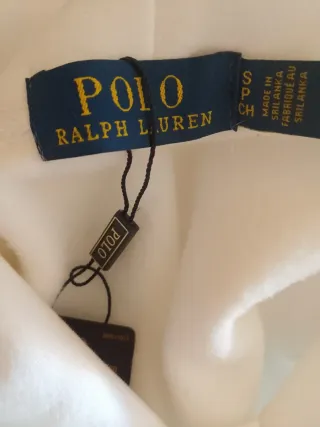 POLO
RALPH LAUREN
S
P
CH
MADE IN
SRI LANKA
FABRIQUÉ AU
SRI LANKA
POLO